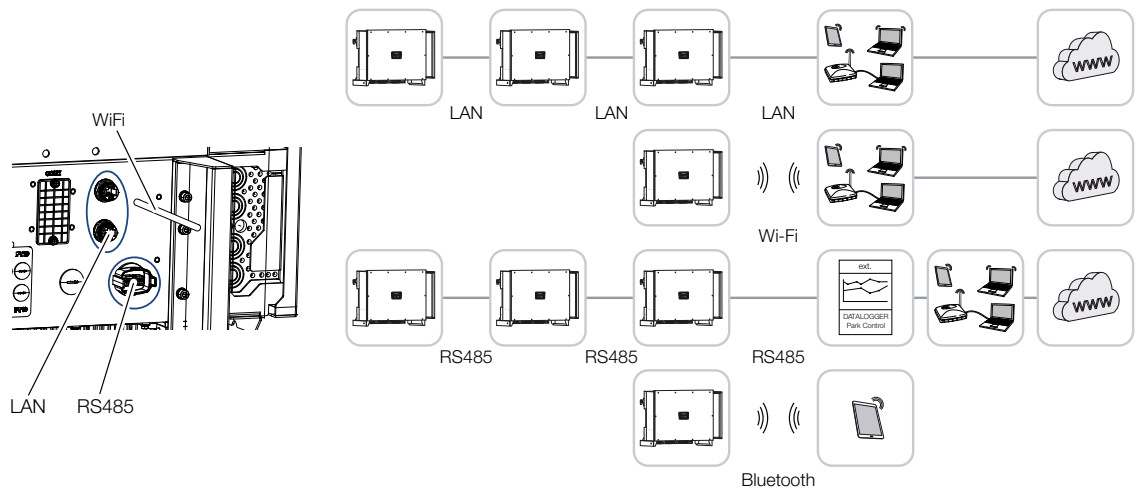 LAN LAN LAN
www
WiFi
Wi-Fi
www
ext.
DATALOGGER
Park Control
www
RS485 RS485 RS485
LAN RS485
Bluetooth